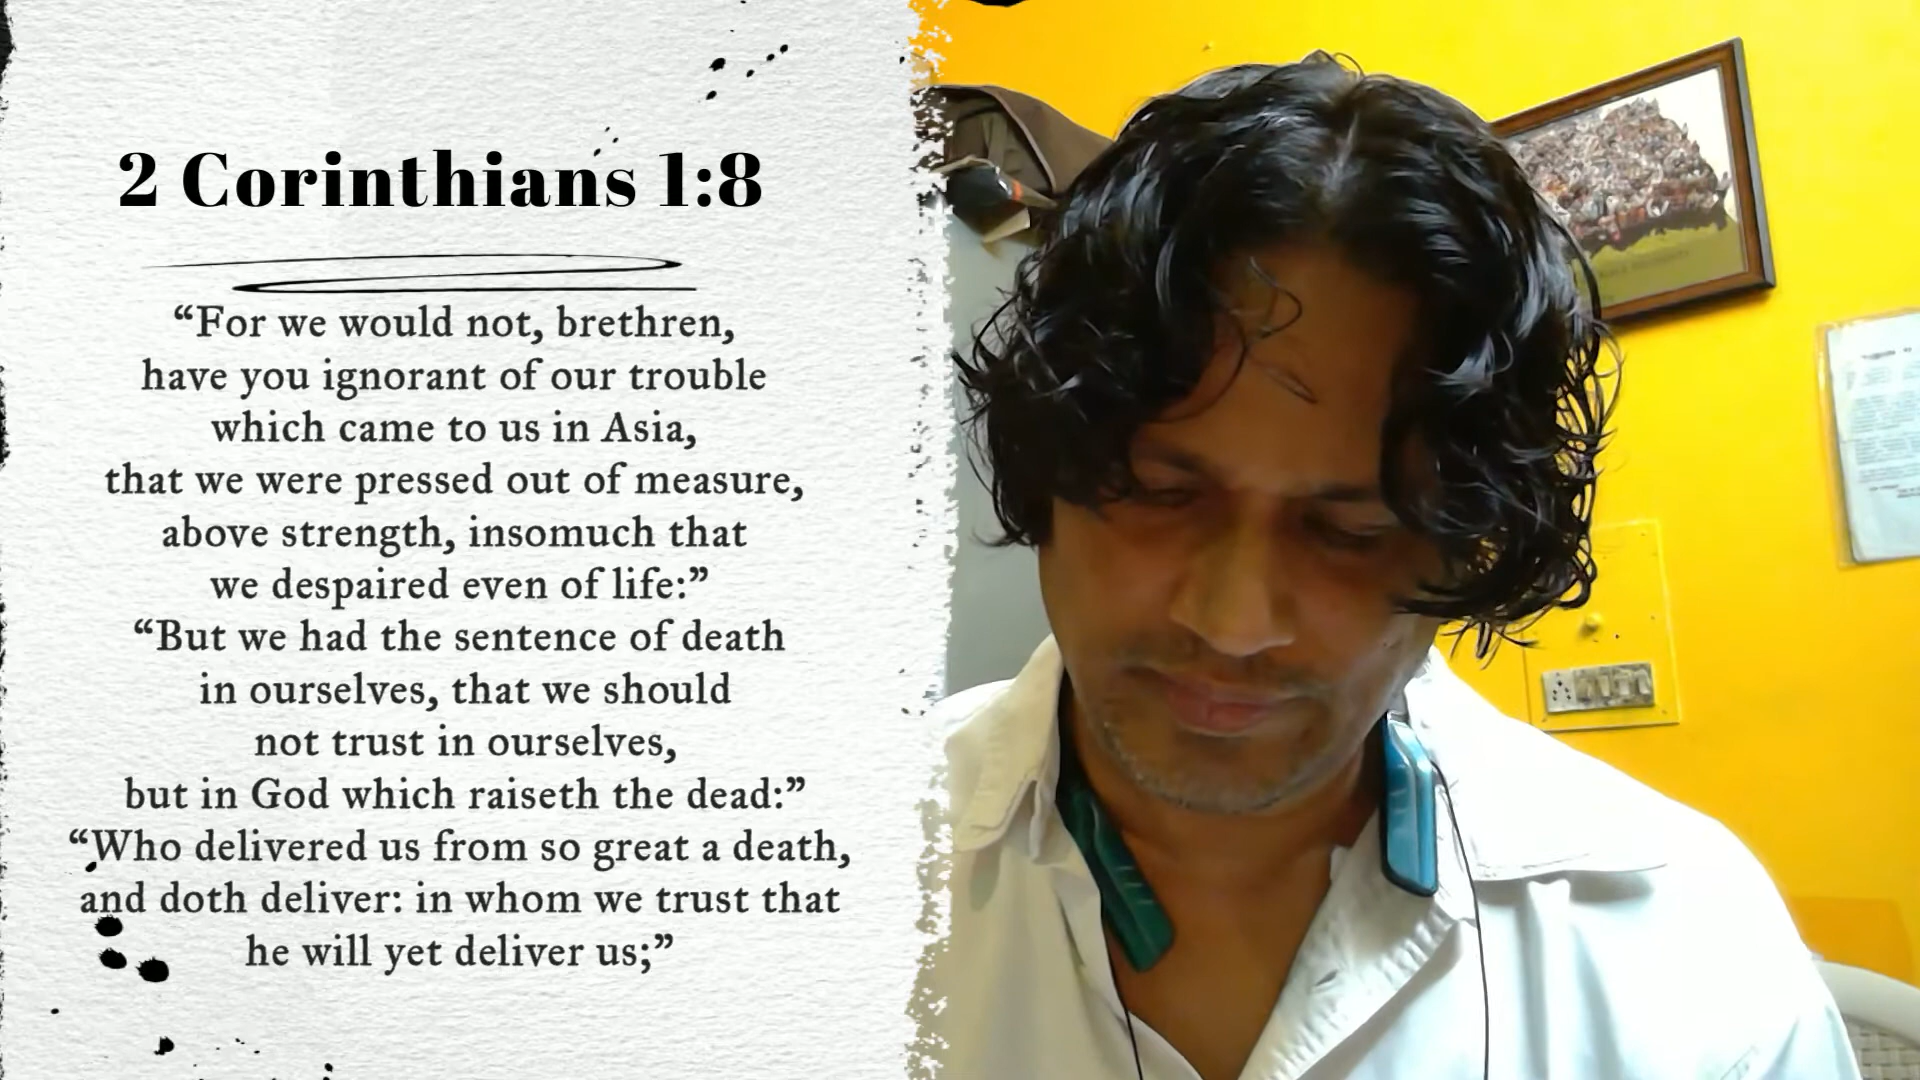 2 Corinthians 1:8
“For we would not, brethren,
have you ignorant of our trouble
which came to us in Asia,
that we were pressed out of measure,
above strength, insomuch that
we despaired even of life:”
“But we had the sentence of death
in ourselves, that we should
not trust in ourselves,
but in God which raiseth the dead:”
“Who delivered us from so great a death,
and doth deliver: in whom we trust that
he will yet deliver us;”